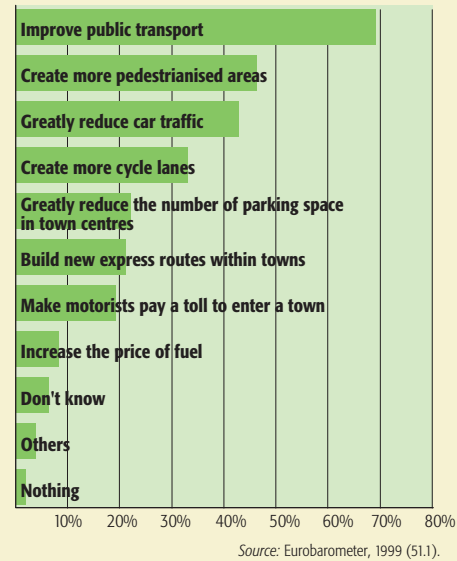 Improve public transport
Create more pedestrianised areas
Greatly reduce car traffic
Create more cycle lanes
Greatly reduce the number of parking space
in town centres
Build new express routes within towns
Make motorists pay a toll to enter a town
Increase the price of fuel
Don't know
Others
Nothing
10% 20% 30% 40% 50% 60% 70% 80%
Source: Eurobarometer, 1999 (51.1).